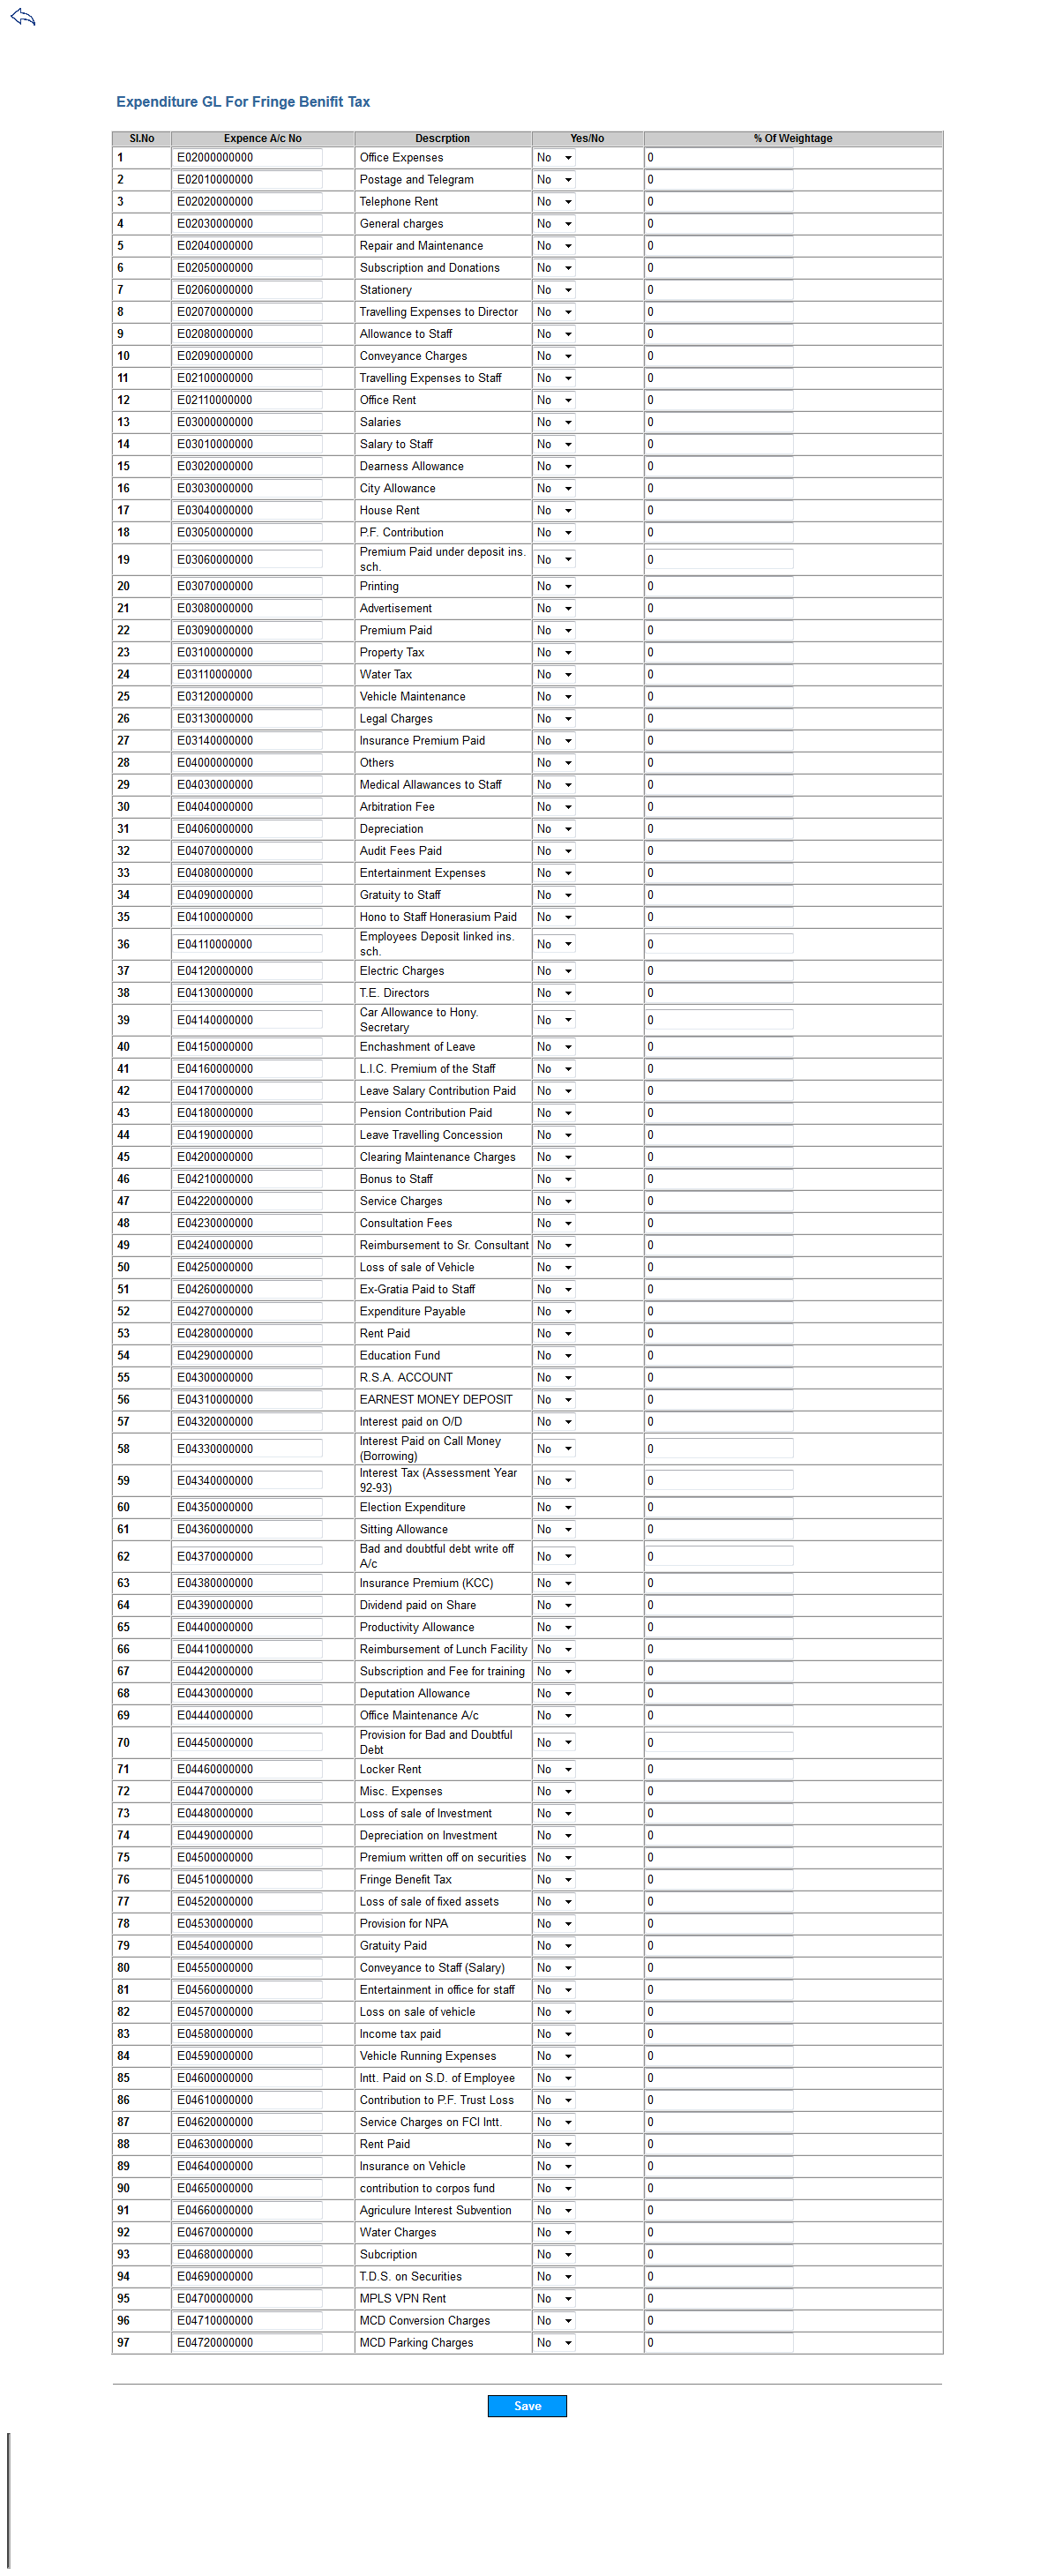 Expenditure GL For Fringe Benifit Tax
Sl.No Expence A/c No Descrption Yes/No % Of Weightage
1 E02000000000 Office Expenses No 0
2 E02010000000 Postage and Telegram No 0
3 E02020000000 Telephone Rent No 0
4 E02030000000 General charges No 0
5 E02040000000 Repair and Maintenance No 0
6 E02050000000 Subscription and Donations No 0
7 E02060000000 Stationery No 0
8 E02070000000 Travelling Expenses to Director No 0
9 E02080000000 Allowance to Staff No 0
10 E02090000000 Conveyance Charges No 0
11 E02100000000 Travelling Expenses to Staff No 0
12 E02110000000 Office Rent No 0
13 E03000000000 Salaries No 0
14 E03010000000 Salary to Staff No 0
15 E03020000000 Dearness Allowance No 0
16 E03030000000 City Allowance No 0
17 E03040000000 House Rent No 0
18 E03050000000 P.F. Contribution No 0
19 E03060000000 Premium Paid under deposit ins. No 0
sch.
20 E03070000000 Printing No 0
21 E03080000000 Advertisement No 0
22 E03090000000 Premium Paid No 0
23 E03100000000 Property Tax No 0
24 E03110000000 Water Tax No 0
25 E03120000000 Vehicle Maintenance No 0
26 E03130000000 Legal Charges No 0
27 E03140000000 Insurance Premium Paid No 0
28 E04000000000 Others No 0
29 E04030000000 Medical Allawances to Staff No 0
30 E04040000000 Arbitration Fee No 0
31 E04060000000 Depreciation No 0
32 E04070000000 Audit Fees Paid No 0
33 E04080000000 Entertainment Expenses No 0
34 E04090000000 Gratuity to Staff No 0
35 E04100000000 Hono to Staff Honerasium Paid No 0
36 E04110000000 Employees Deposit linked ins. No 0
sch.
37 E04120000000 Electric Charges No 0
38 E04130000000 T.E. Directors No 0
39 E04140000000 Car Allowance to Hony. No 0
Secretary
40 E04150000000 Enchashment of Leave No 0
41 E04160000000 L.I.C. Premium of the Staff No 0
42 E04170000000 Leave Salary Contribution Paid No 0
43 E04180000000 Pension Contribution Paid No 0
44 E04190000000 Leave Travelling Concession No 0
45 E04200000000 Clearing Maintenance Charges No 0
46 E04210000000 Bonus to Staff No 0
47 E04220000000 Service Charges No 0
48 E04230000000 Consultation Fees No 0
49 E04240000000 Reimbursement to Sr. Consultant No 0
50 E04250000000 Loss of sale of Vehicle No 0
51 E04260000000 Ex-Gratia Paid to Staff No 0
52 E04270000000 Expenditure Payable No 0
53 E04280000000 Rent Paid No 0
54 E04290000000 Education Fund No 0
55 E04300000000 R.S.A. ACCOUNT No 0
56 E04310000000 EARNEST MONEY DEPOSIT No 0
57 E04320000000 Interest paid on O/D No 0
58 E04330000000 Interest Paid on Call Money No 0
(Borrowing)
59 E04340000000 Interest Tax (Assessment Year No 0
92-93)
60 E04350000000 Election Expenditure No 0
61 E04360000000 Sitting Allowance No 0
62 E04370000000 Bad and doubtful debt write off No 0
A/c
63 E04380000000 Insurance Premium (KCC) No 0
64 E04390000000 Dividend paid on Share No 0
65 E04400000000 Productivity Allowance No 0
66 E04410000000 Reimbursement of Lunch Facility No 0
67 E04420000000 Subscription and Fee for training No 0
68 E04430000000 Deputation Allowance No 0
69 E04440000000 Office Maintenance A/c No 0
70 E04450000000 Provision for Bad and Doubtful No 0
Debt
71 E04460000000 Locker Rent No 0
72 E04470000000 Misc. Expenses No 0
73 E04480000000 Loss of sale of Investment No 0
74 E04490000000 Depreciation on Investment No 0
75 E04500000000 Premium written off on securities No 0
76 E04510000000 Fringe Benefit Tax No 0
77 E04520000000 Loss of sale of fixed assets No 0
78 E04530000000 Provision for NPA No 0
79 E04540000000 Gratuity Paid No 0
80 E04550000000 Conveyance to Staff (Salary) No 0
81 E04560000000 Entertainment in office for staff No 0
82 E04570000000 Loss on sale of vehicle No 0
83 E04580000000 Income tax paid No 0
84 E04590000000 Vehicle Running Expenses No 0
85 E04600000000 Intt. Paid on S.D. of Employee No 0
86 E04610000000 Contribution to P.F. Trust Loss No 0
87 E04620000000 Service Charges on FCI Intt. No 0
88 E04630000000 Rent Paid No 0
89 E04640000000 Insurance on Vehicle No 0
90 E04650000000 contribution to corpos fund No 0
91 E04660000000 Agriculure Interest Subvention No 0
92 E04670000000 Water Charges No 0
93 E04680000000 Subcription No 0
94 E04690000000 T.D.S. on Securities No 0
95 E04700000000 MPLS VPN Rent No 0
96 E04710000000 MCD Conversion Charges No 0
97 E04720000000 MCD Parking Charges No 0
Save